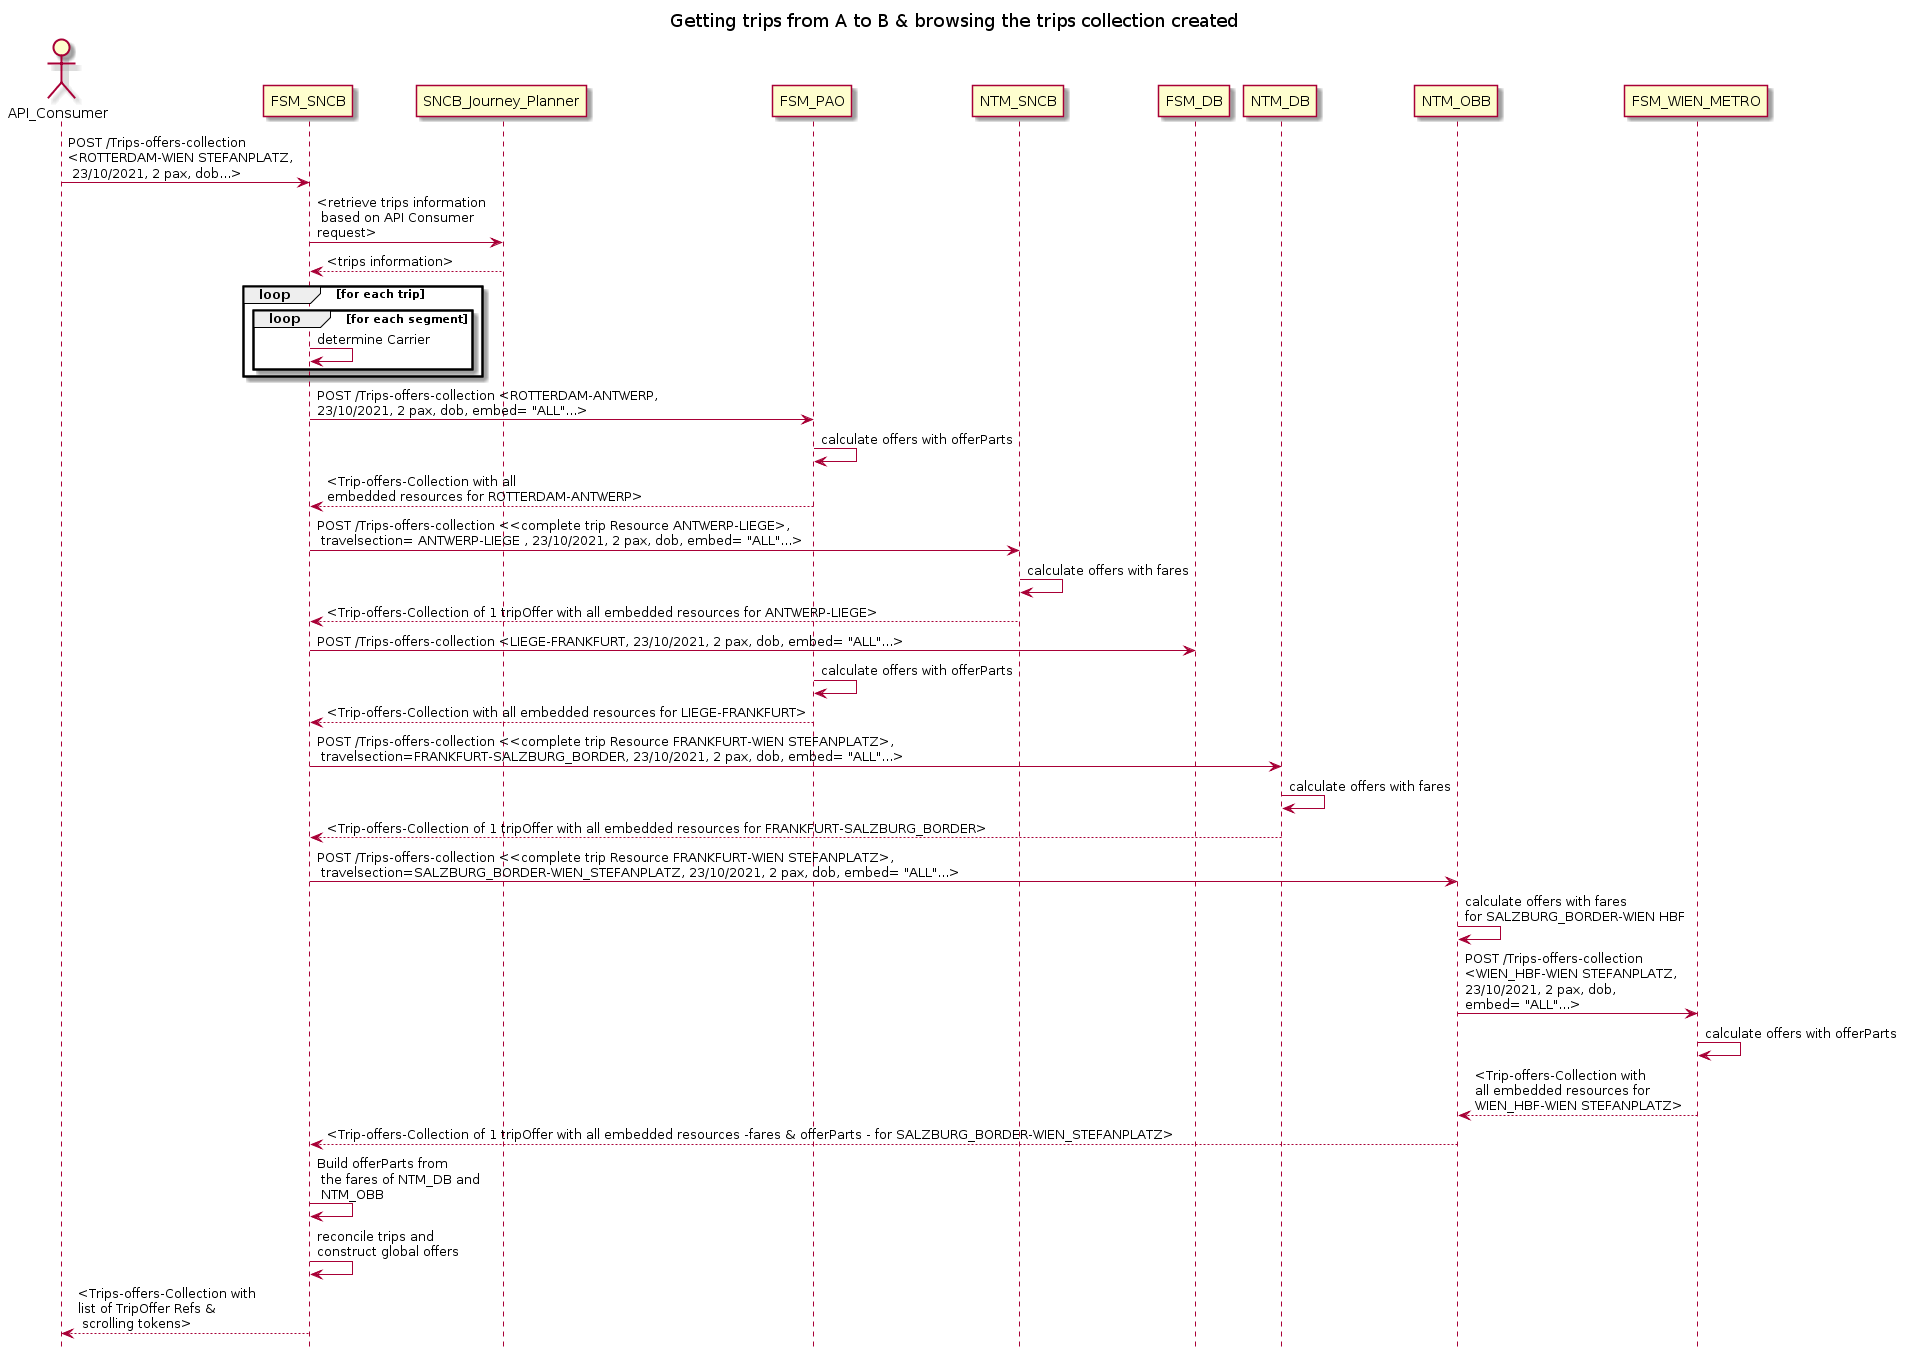 Getting trips from A to B & browsing the trips collection created
API_Consumer
FSM_SNCB
SNCB_Journey_Planner
FSM_PAO
NTM_SNCB
FSM_DB
NTM_DB
NTM_OBB
FSM_WIEN_METRO
POST /Trips-offers-collection
<ROTTERDAM-WIEN STEFANPLATZ,
23/10/2021, 2 pax, dob...>
<retrieve trips information
based on API Consumer
request>
<trips information>
loop [for each trip]
loop [for each segment]
determine Carrier
POST /Trips-offers-collection <ROTTERDAM-ANTWERP,
23/10/2021, 2 pax, dob, embed= "ALL"...>
calculate offers with offerParts
<Trip-offers-Collection with all
embedded resources for ROTTERDAM-ANTWERP>
POST /Trips-offers-collection <<complete trip Resource ANTWERP-LIEGE>,
travelsection= ANTWERP-LIEGE , 23/10/2021, 2 pax, dob, embed= "ALL"...>
calculate offers with fares
<Trip-offers-Collection of 1 tripOffer with all embedded resources for ANTWERP-LIEGE>
POST /Trips-offers-collection <LIEGE-FRANKFURT, 23/10/2021, 2 pax, dob, embed= "ALL"...>
calculate offers with offerParts
<Trip-offers-Collection with all embedded resources for LIEGE-FRANKFURT>
POST /Trips-offers-collection <<complete trip Resource FRANKFURT-WIEN STEFANPLATZ>,
travelsection=FRANKFURT-SALZBURG_BORDER, 23/10/2021, 2 pax, dob, embed= "ALL"...>
calculate offers with fares
<Trip-offers-Collection of 1 tripOffer with all embedded resources for FRANKFURT-SALZBURG_BORDER>
POST /Trips-offers-collection <<complete trip Resource FRANKFURT-WIEN STEFANPLATZ>,
travelsection=SALZBURG_BORDER-WIEN_STEFANPLATZ, 23/10/2021, 2 pax, dob, embed= "ALL"...>
calculate offers with fares
for SALZBURG_BORDER-WIEN HBF
POST /Trips-offers-collection
<WIEN_HBF-WIEN STEFANPLATZ,
23/10/2021, 2 pax, dob,
embed= "ALL"...>
calculate offers with offerParts
<Trip-offers-Collection with
all embedded resources for
WIEN_HBF-WIEN STEFANPLATZ>
<Trip-offers-Collection of 1 tripOffer with all embedded resources -fares & offerParts - for SALZBURG_BORDER-WIEN_STEFANPLATZ>
Build offerParts from
the fares of NTM_DB and
NTM_OBB
reconcile trips and
construct global offers
<Trips-offers-Collection with
list of TripOffer Refs &
scrolling tokens>